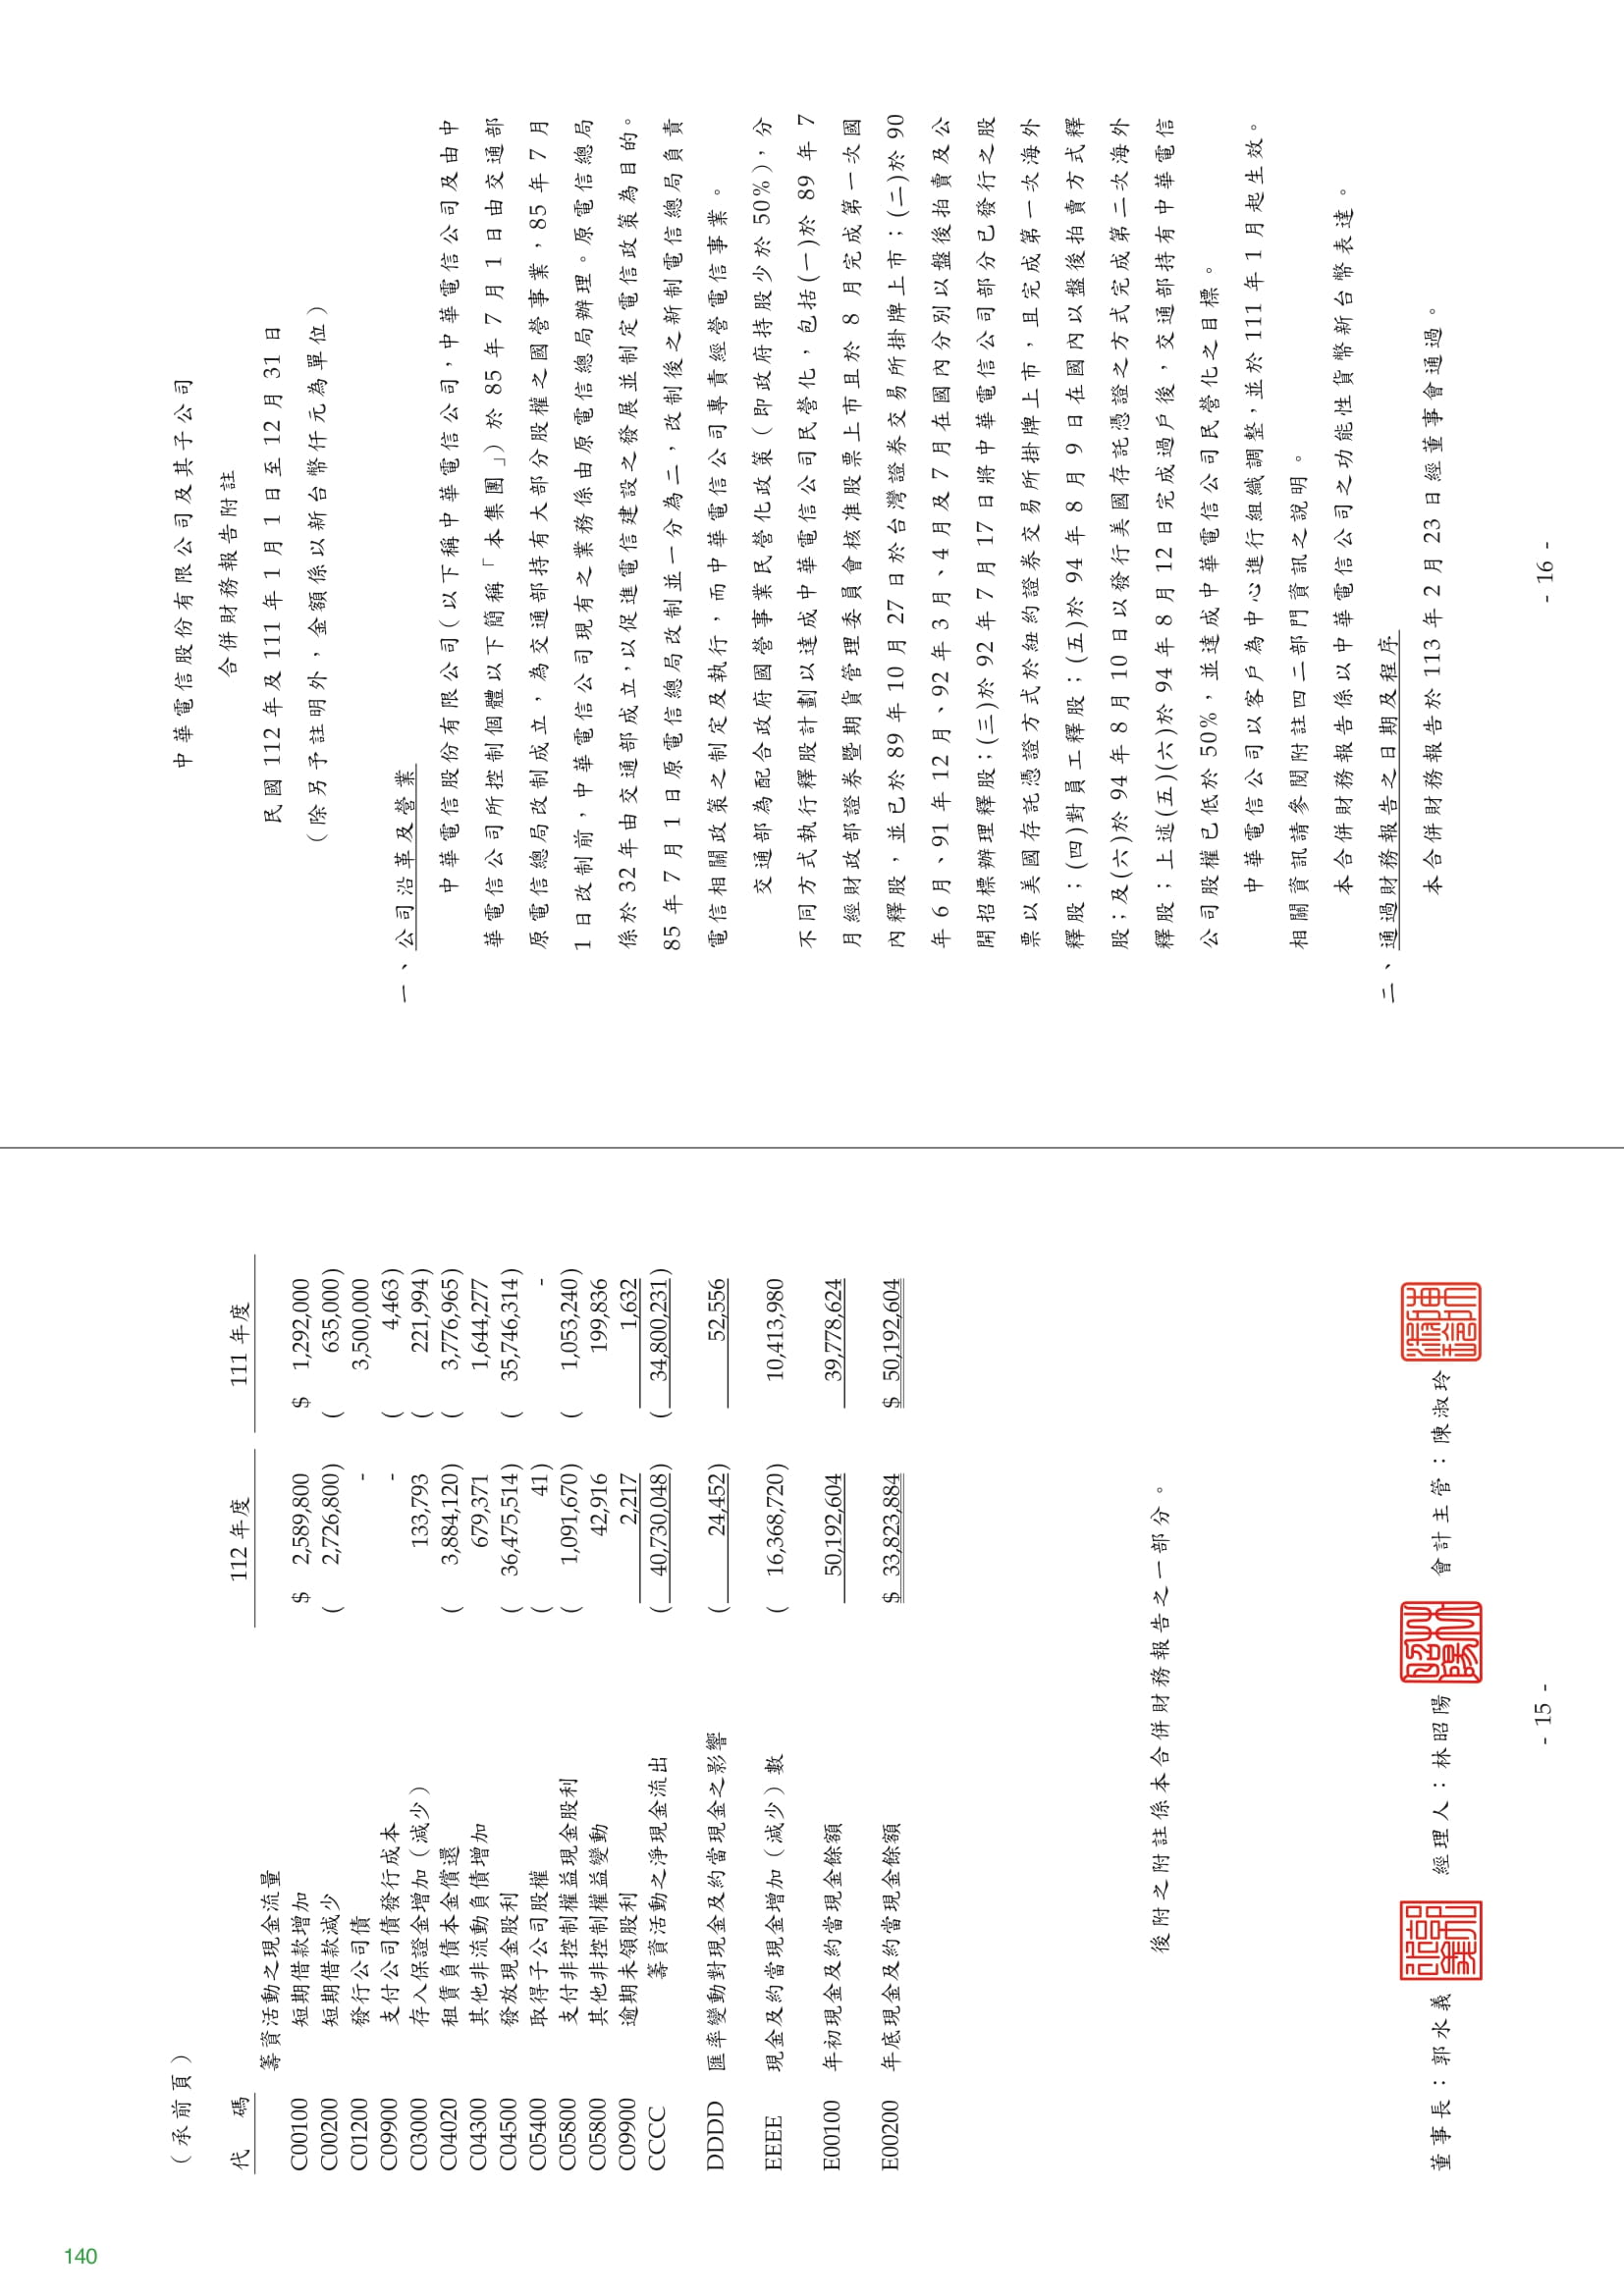 （承前頁）
代 碼 112 年度 111 年度
籌資活動之現金流量
C00100 短期借款增加 $ 2,589,800 $ 1,292,000
C00200 短期借款減少 ( 2,726,800) ( 635,000)
C01200 發行公司債 - 3,500,000
C09900 支付公司債發行成本 - ( 4,463)
C03000 存入保證金增加（減少） 133,793 ( 221,994)
C04020 租賃負債本金償還 ( 3,884,120) ( 3,776,965)
C04300 其他非流動負債增加 679,371 1,644,277
C04500 發放現金股利 ( 36,475,514) ( 35,746,314)
C05400 取得子公司股權 ( 41) -
C05800 支付非控制權益現金股利 ( 1,091,670) ( 1,053,240)
C05800 其他非控制權益變動 42,916 199,836
C09900 逾期未領股利 2,217 1,632
CCCC 籌資活動之淨現金流出 ( 40,730,048) ( 34,800,231)
DDDD 匯率變動對現金及約當現金之影響 ( 24,452) 52,556
EEEE 現金及約當現金增加（減少）數 ( 16,368,720) 10,413,980
E00100 年初現金及約當現金餘額 50,192,604 39,778,624
E00200 年底現金及約當現金餘額 $ 33,823,884 $ 50,192,604
後附之附註係本合併財務報告之一部分。
董事長：郭水義 經理人：林昭陽 會計主管：陳淑玲
- 15 -
中華電信股份有限公司及其子公司
合併財務報告附註
民國 112 年及 111 年 1 月 1 日至 12 月 31 日
（除另予註明外，金額係以新台幣仟元為單位）
一、公司沿革及營業
中華電信股份有限公司（以下稱中華電信公司，中華電信公司及由中
華電信公司所控制個體以下簡稱「本集團」）於 85 年 7 月 1 日由交通部
原電信總局改制成立，為交通部持有大部分股權之國營事業，85 年 7 月
1 日改制前，中華電信公司現有之業務係由原電信總局辦理。原電信總局
係於 32 年由交通部成立，以促進電信建設之發展並制定電信政策為目的。
85 年 7 月 1 日原電信總局改制並一分為二，改制後之新制電信總局負責
電信相關政策之制定及執行，而中華電信公司專責經營電信事業。
交通部為配合政府國營事業民營化政策（即政府持股少於 50%），分
不同方式執行釋股計劃以達成中華電信公司民營化，包括(一)於 89 年 7
月經財政部證券暨期貨管理委員會核准股票上市且於 8 月完成第一次國
內釋股，並已於 89 年 10 月 27 日於台灣證券交易所掛牌上市；(二)於 90
年 6 月、91 年 12 月、92 年 3 月、4 月及 7 月在國內分別以盤後拍賣及公
開招標辦理釋股；(三)於 92 年 7 月 17 日將中華電信公司部分已發行之股
票以美國存託憑證方式於紐約證券交易所掛牌上市，且完成第一次海外
釋股；(四)對員工釋股；(五)於 94 年 8 月 9 日在國內以盤後拍賣方式釋
股；及(六)於 94 年 8 月 10 日以發行美國存託憑證之方式完成第二次海外
釋股；上述(五)(六)於 94 年 8 月 12 日完成過戶後，交通部持有中華電信
公司股權已低於 50%，並達成中華電信公司民營化之目標。
中華電信公司以客戶為中心進行組織調整，並於 111 年 1 月起生效。
相關資訊請參閱附註四二部門資訊之說明。
本合併財務報告係以中華電信公司之功能性貨幣新台幣表達。
二、通過財務報告之日期及程序
本合併財務報告於 113 年 2 月 23 日經董事會通過。
- 16 -
140